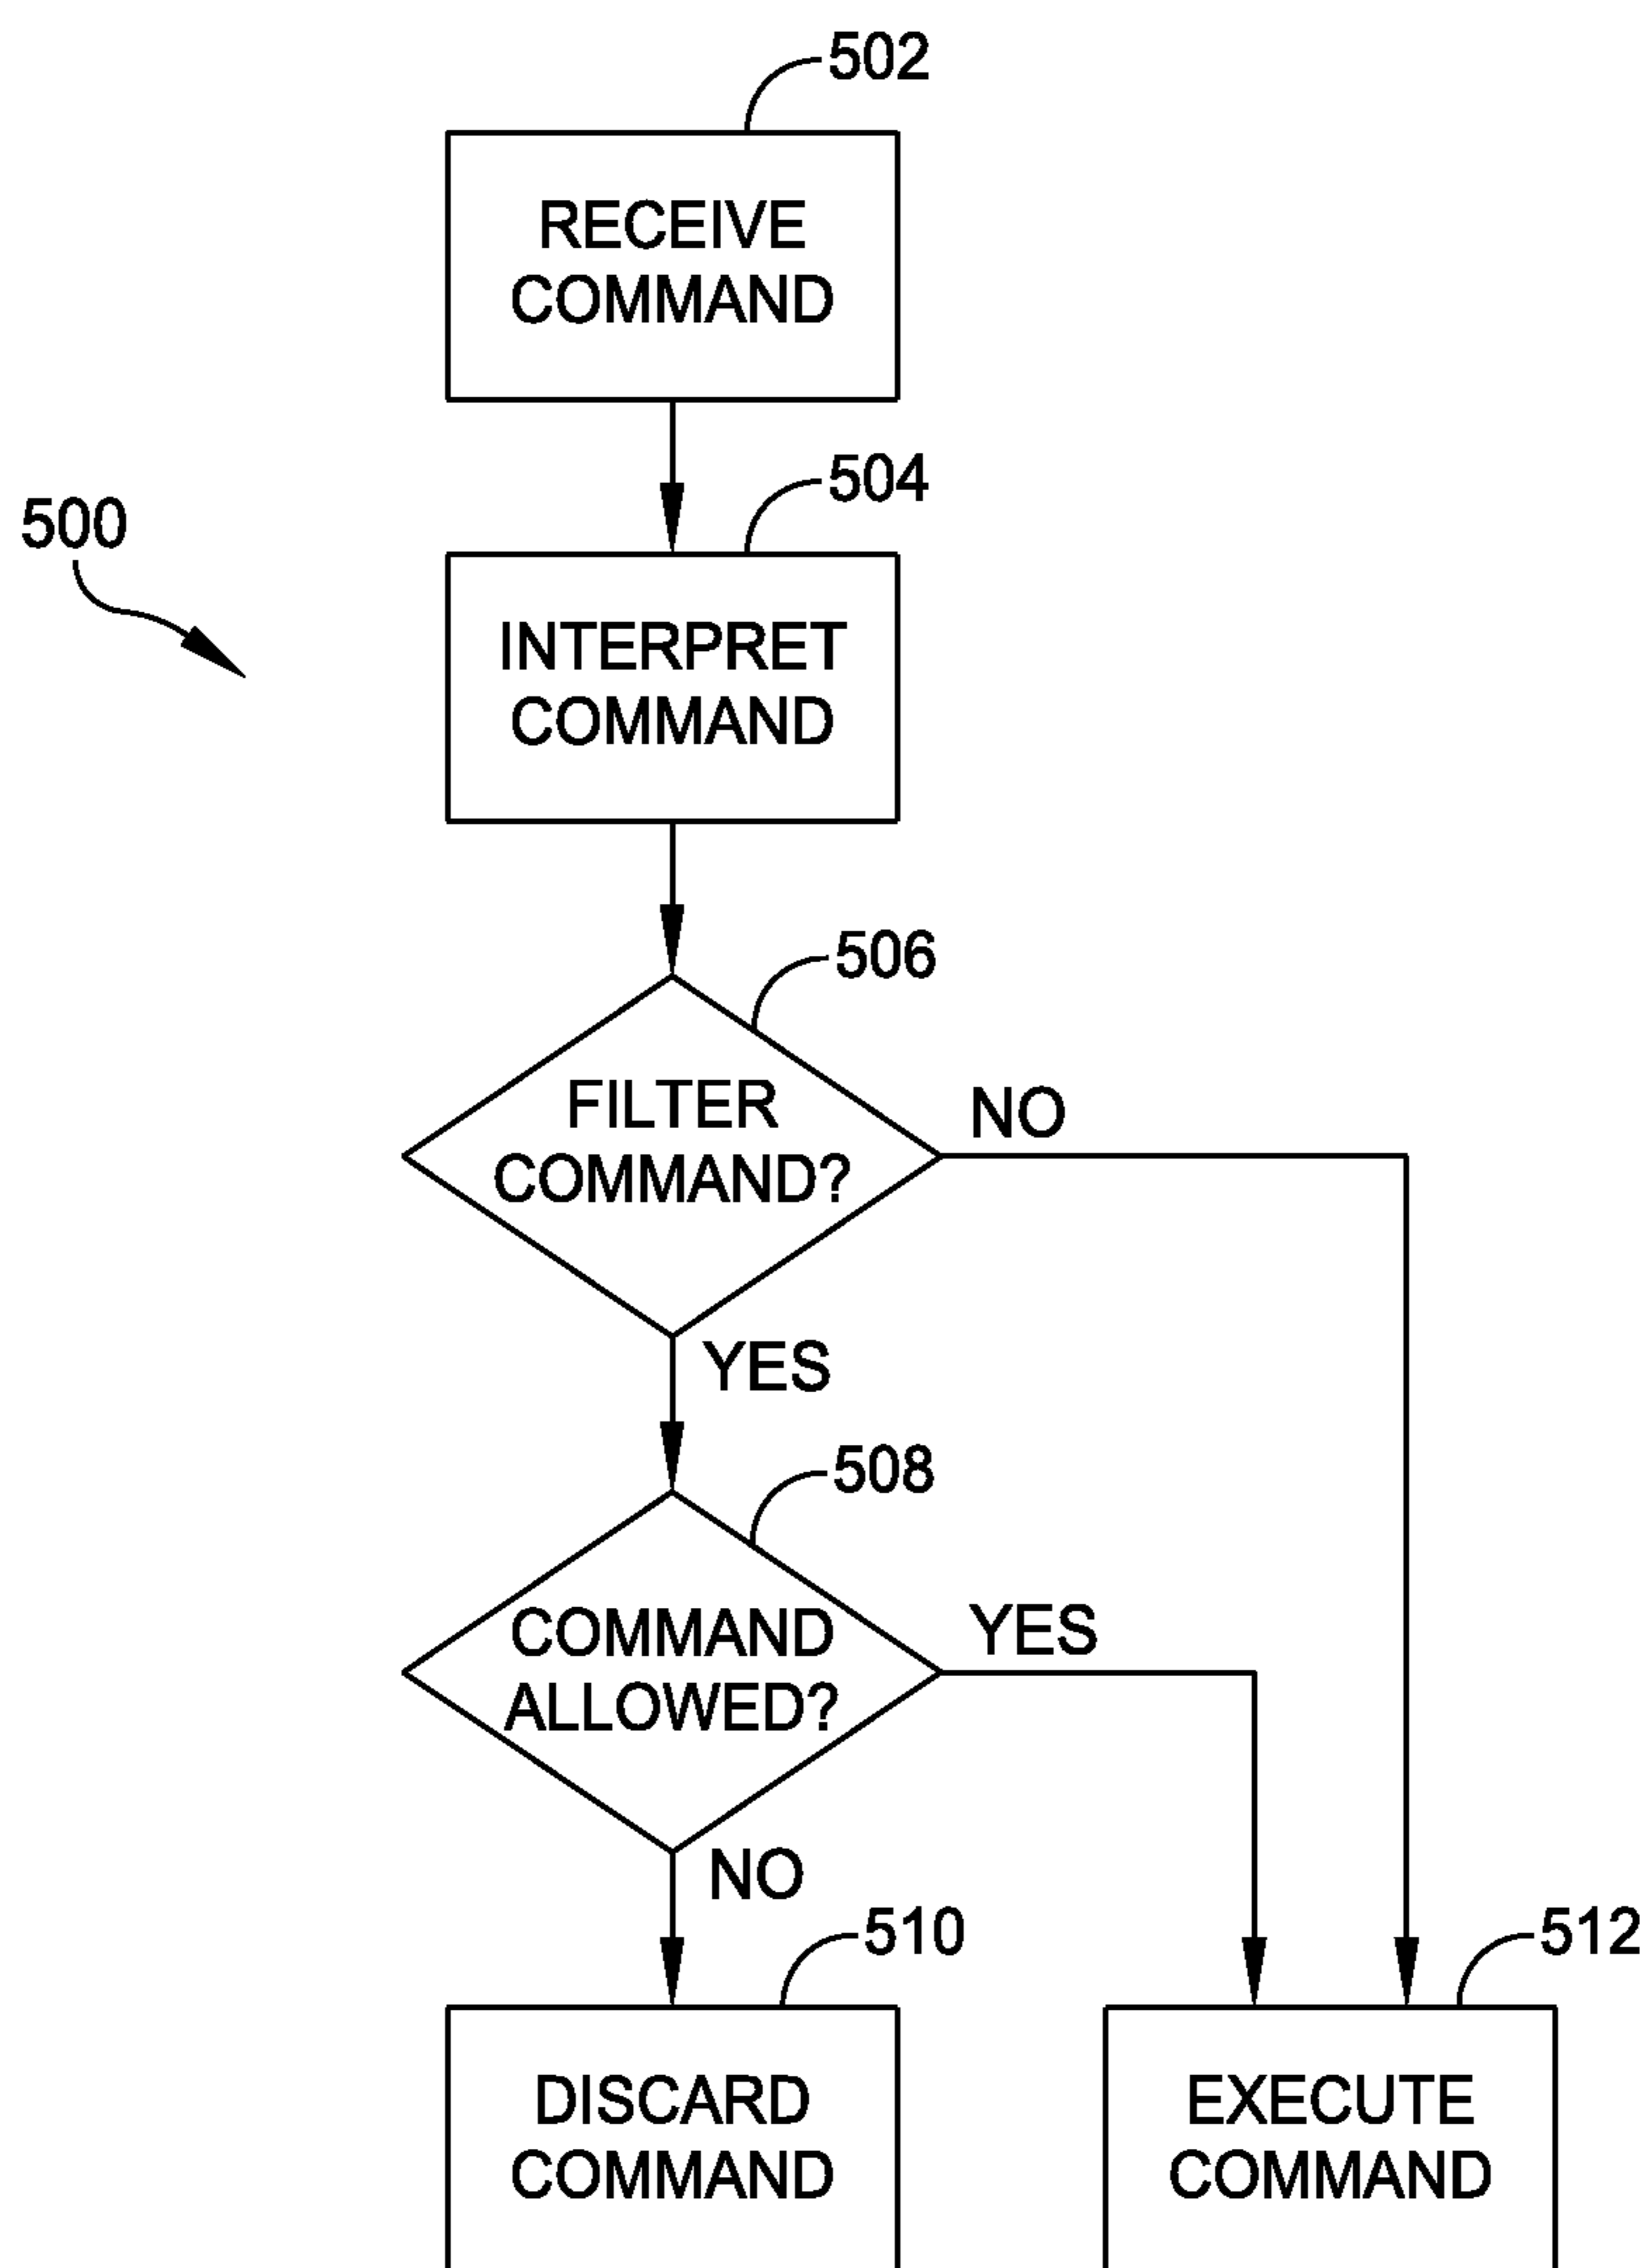 502
RECEIVE
COMMAND
504
500
INTERPRET
COMMAND
506
FILTER
COMMAND?
NO
YES
508
COMMAND
ALLOWED?
YES
NO
510
512
DISCARD
COMMAND
EXECUTE
COMMAND